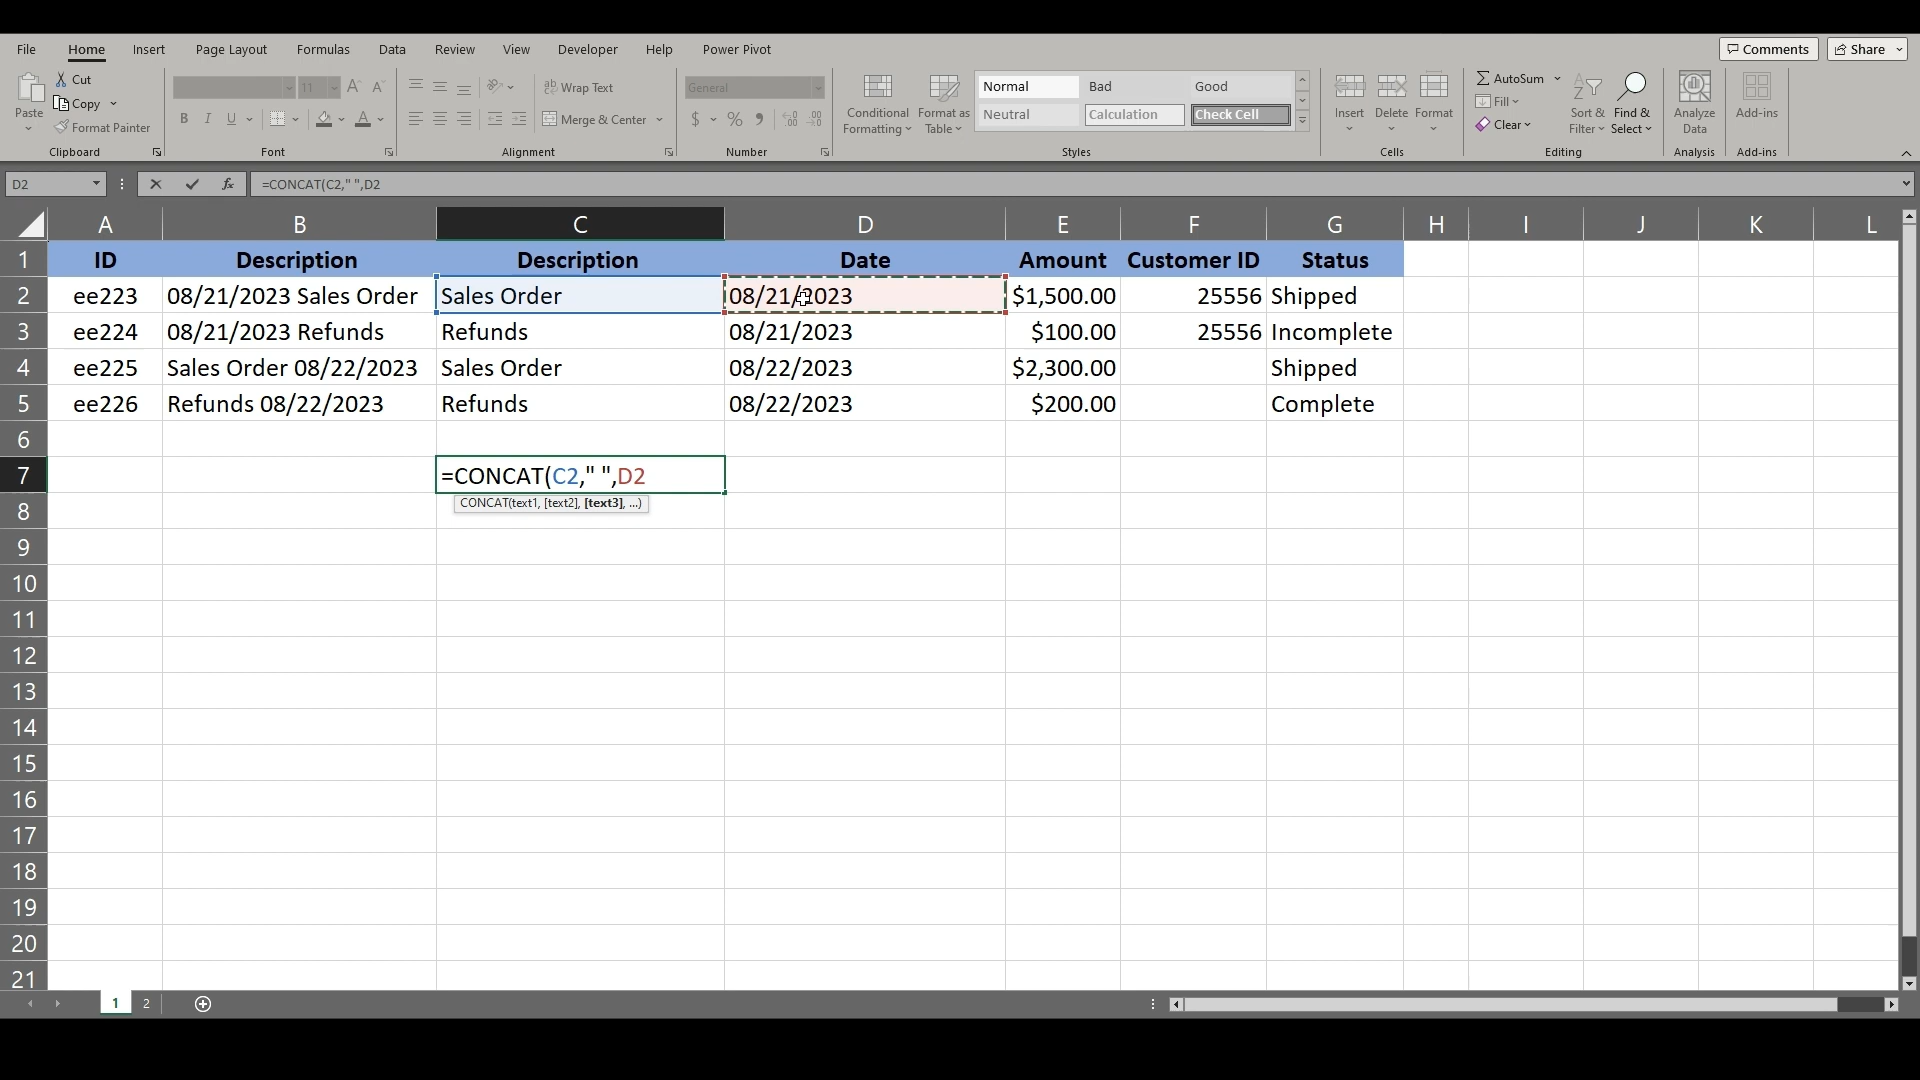 File Home Insert Page Layout Formulas Data Review View Developer Help Power Pivot Comments Share
Paste Cut Copy Format Painter Clipboard
11 A A B I U A Font
ab Wrap Text Merge & Center Alignment
General $ % Number
Conditional Formatting Format as Table
Normal Bad Good
Neutral Calculation Check Cell
Styles
Insert Delete Format Cells
AutoSum Fill Clear Sort & Filter Find & Select Editing
Analyze Data Analysis
Add-ins Add-ins
D2 fx =CONCAT(C2," ",D2
A B C D E F G H I J K L
1 ID Description Description Date Amount Customer ID Status
2 ee223 08/21/2023 Sales Order Sales Order 08/21/2023 $1,500.00 25556 Shipped
3 ee224 08/21/2023 Refunds Refunds 08/21/2023 $100.00 25556 Incomplete
4 ee225 Sales Order 08/22/2023 Sales Order 08/22/2023 $2,300.00 Shipped
5 ee226 Refunds 08/22/2023 Refunds 08/22/2023 $200.00 Complete
6
7 =CONCAT(C2," ",D2
CONCAT(text1, [text2], [text3], ...)
8
9
10
11
12
13
14
15
16
17
18
19
20
21
1 2